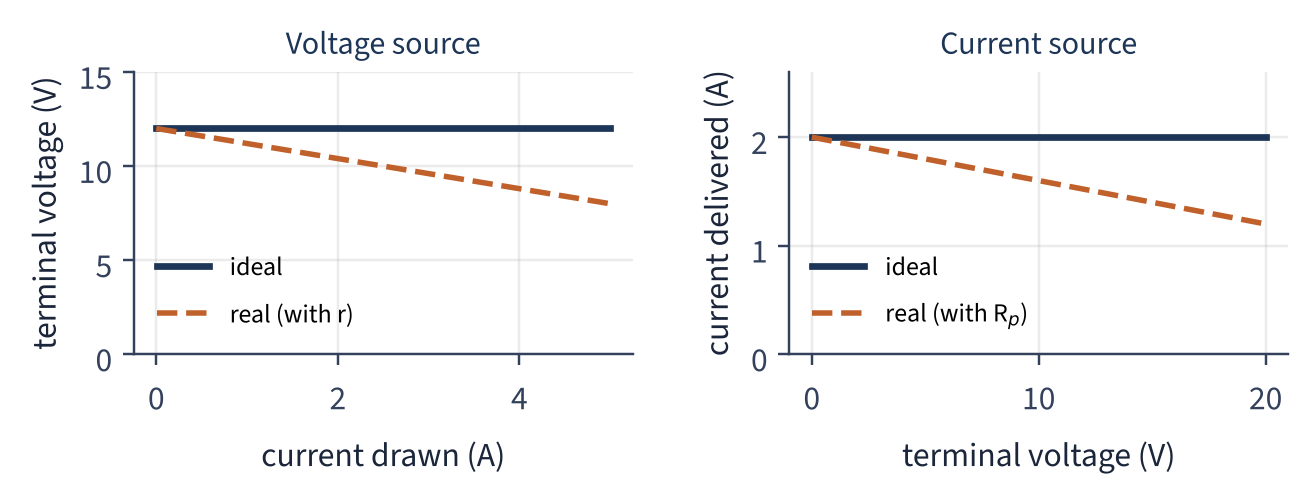 Voltage source
terminal voltage (V)
15
10
5
0
ideal
real (with r)
0 2 4
current drawn (A)
Current source
current delivered (A)
2
1
0
ideal
real (with Rp)
0 10 20
terminal voltage (V)